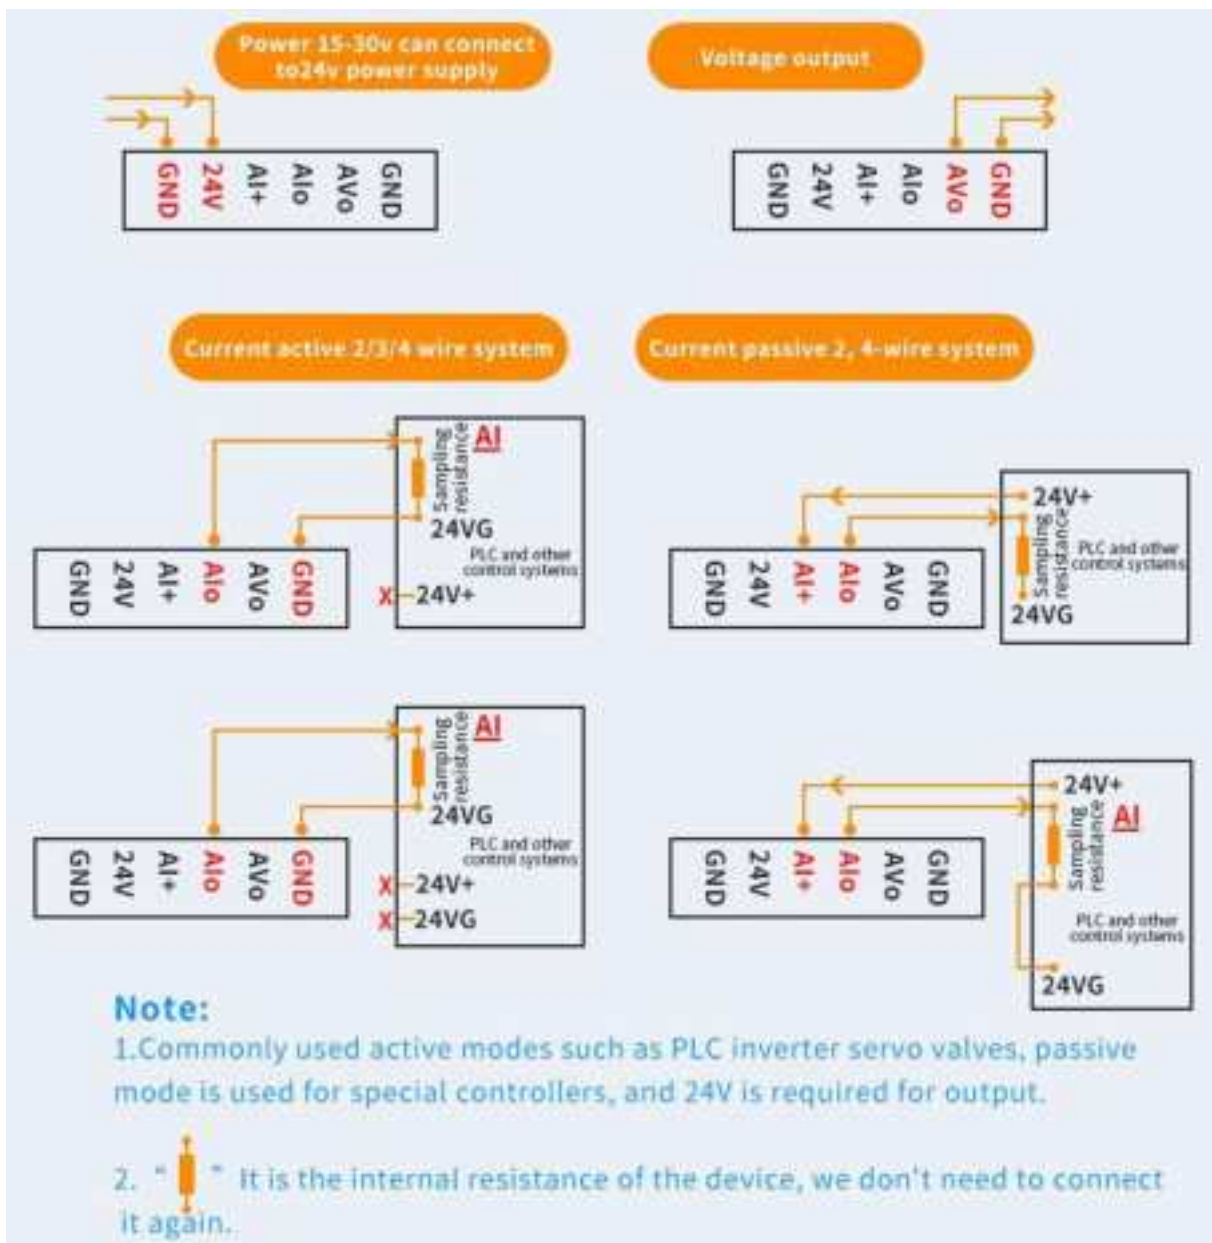 Power 15-30v can connect
to24v power supply
Voltage output
GND 24V AI+ AIo AVo GND
GND 24V AI+ AIo AVo GND
Current active 2/3/4 wire system
Current passive 2, 4-wire system
Sampling
resistance
AI
24VG
PLC and other
control systems
X 24V+
GND 24V AI+ AIo AVo GND
24V+
Sampling
resistance
PLC and other
control systems
24VG
GND 24V AI+ AIo AVo GND
Sampling
resistance
AI
24VG
PLC and other
control systems
X 24V+
X 24VG
GND 24V AI+ AIo AVo GND
24V+
Sampling
resistance
AI
PLC and other
control systems
24VG
GND 24V AI+ AIo AVo GND
Note:
1.Commonly used active modes such as PLC inverter servo valves, passive
mode is used for special controllers, and 24V is required for output.
2. “ ” It is the internal resistance of the device, we don't need to connect
it again.